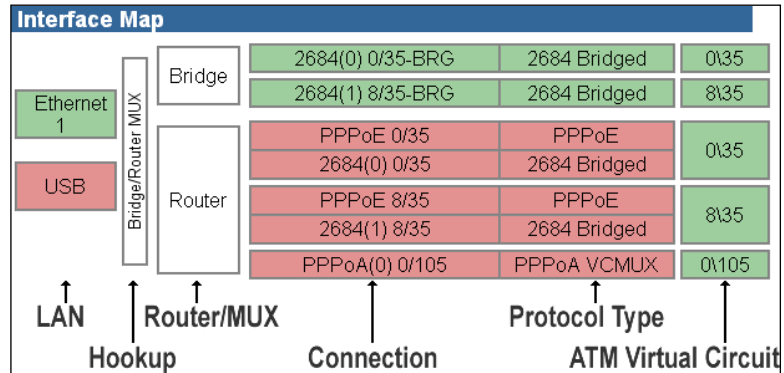 Interface Map
Bridge 2684(0) 0/35-BRG 2684 Bridged 0\35
2684(1) 8/35-BRG 2684 Bridged 8\35
Ethernet 1
USB
Bridge/Router MUX
Router
PPPoE 0/35 PPPoE 0\35
2684(0) 0/35 2684 Bridged
PPPoE 8/35 PPPoE 8\35
2684(1) 8/35 2684 Bridged
PPPoA(0) 0/105 PPPoA VCMUX 0\105
LAN Router/MUX Protocol Type
Hookup Connection ATM Virtual Circuit